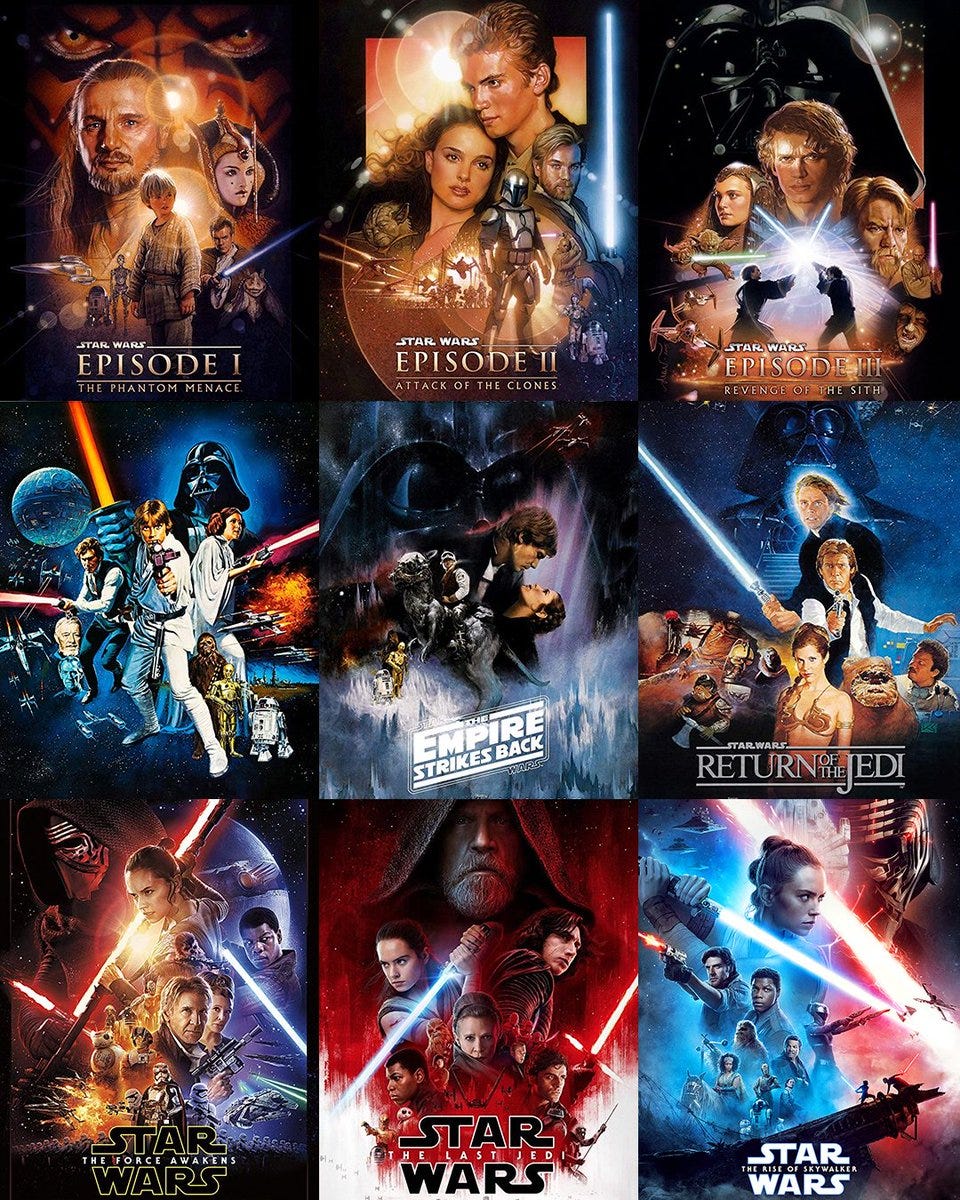 STAR WARS
EPISODE I
THE PHANTOM MENACE
STAR WARS
EPISODE II
ATTACK OF THE CLONES
STAR WARS
EPISODE III
REVENGE OF THE SITH
STAR
THE
EMPIRE
STRIKES BACK
WARS
STAR WARS
RETURN OF THE JEDI
STAR
THE FORCE AWAKENS
WARS
STAR
THE LAST JEDI
WARS
STAR
THE RISE OF SKYWALKER
WARS